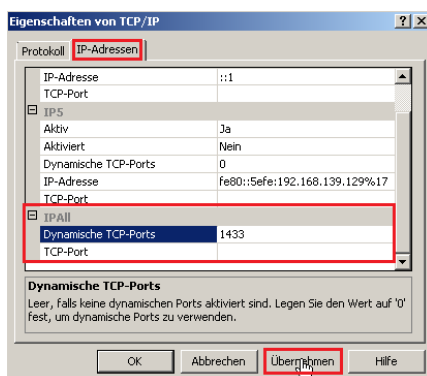 Eigenschaften von TCP/IP
Protokoll IP-Adressen
IP-Adresse ::1
TCP-Port
IP5
Aktiv Ja
Aktiviert Nein
Dynamische TCP-Ports 0
IP-Adresse fe80::5efe:192.168.139.129%17
TCP-Port
IPAll
Dynamische TCP-Ports 1433
TCP-Port
Dynamische TCP-Ports
Leer, falls keine dynamischen Ports aktiviert sind. Legen Sie den Wert auf '0'
fest, um dynamische Ports zu verwenden.
OK Abbrechen Übernehmen Hilfe